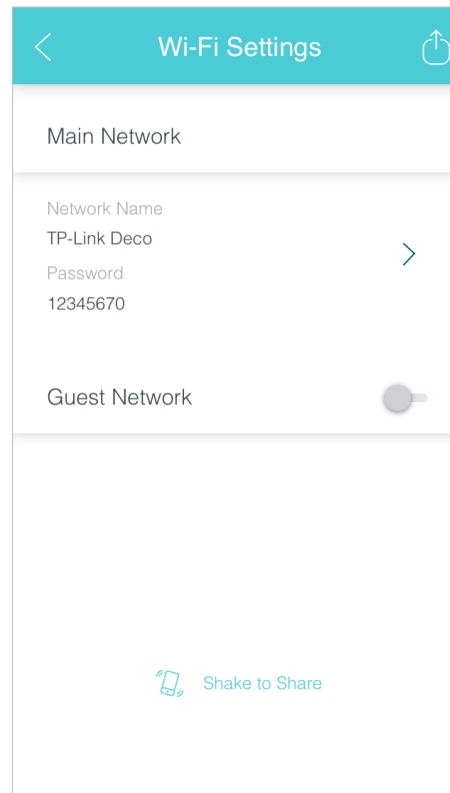 Wi-Fi Settings
Main Network
Network Name
TP-Link Deco
Password
12345670
Guest Network
Shake to Share